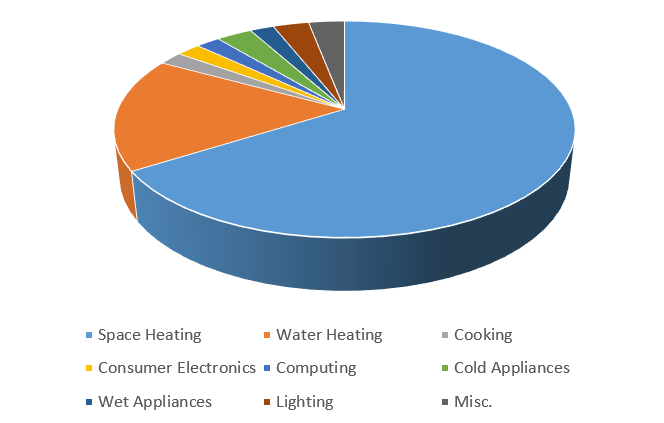 Space Heating Water Heating Cooking
Consumer Electronics Computing Cold Appliances
Wet Appliances Lighting Misc.